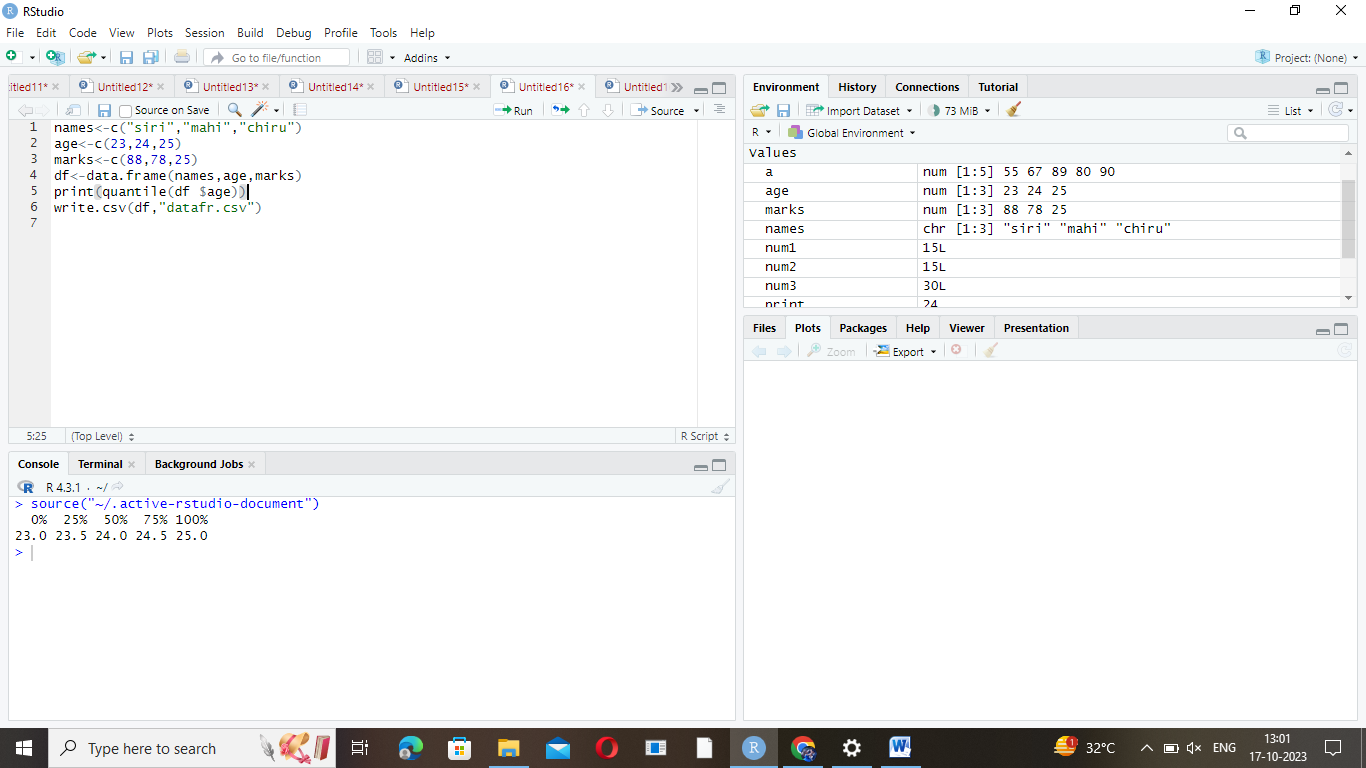 RStudio
File Edit Code View Plots Session Build Debug Profile Tools Help
Go to file/function Addins Project: (None)
:itled11* Untitled12* Untitled13* Untitled14* Untitled15* Untitled16* Untitled1
Source on Save Run Source
1 names<-c("siri","mahi","chiru")
2 age<-c(23,24,25)
3 marks<-c(88,78,25)
4 df<-data.frame(names,age,marks)
5 print(quantile(df $age))
6 write.csv(df,"datafr.csv")
7
5:25 (Top Level) R Script
Console Terminal Background Jobs
R 4.3.1 · ~/
> source("~/.active-rstudio-document")
0% 25% 50% 75% 100%
23.0 23.5 24.0 24.5 25.0
>
Environment History Connections Tutorial
Import Dataset 73 MiB List
R Global Environment
Values
a num [1:5] 55 67 89 80 90
age num [1:3] 23 24 25
marks num [1:3] 88 78 25
names chr [1:3] "siri" "mahi" "chiru"
num1 15L
num2 15L
num3 30L
print 24
Files Plots Packages Help Viewer Presentation
Zoom Export
Type here to search
1 32°C ENG 13:01
17-10-2023